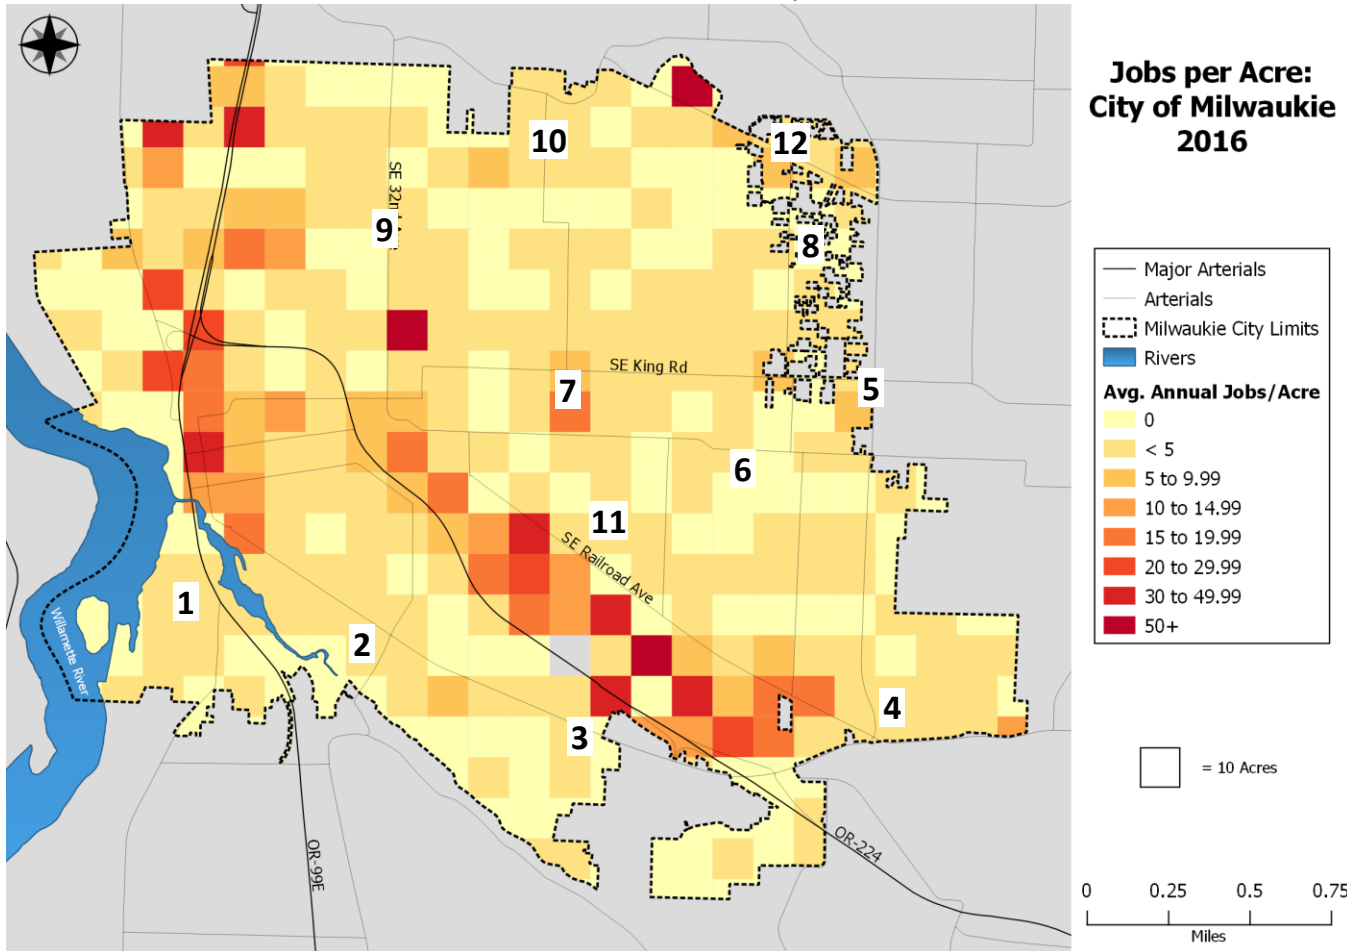 Jobs per Acre:
City of Milwaukie
2016
10
12
SE 32n
9
8
SE King Rd
7
5
6
11
SE Railroad Ave
1
Willamette River
2
4
3
OR-99E
OR-224
Major Arterials
Arterials
Milwaukie City Limits
Rivers
Avg. Annual Jobs/Acre
0
< 5
5 to 9.99
10 to 14.99
15 to 19.99
20 to 29.99
30 to 49.99
50+
= 10 Acres
0 0.25 0.5 0.75
Miles